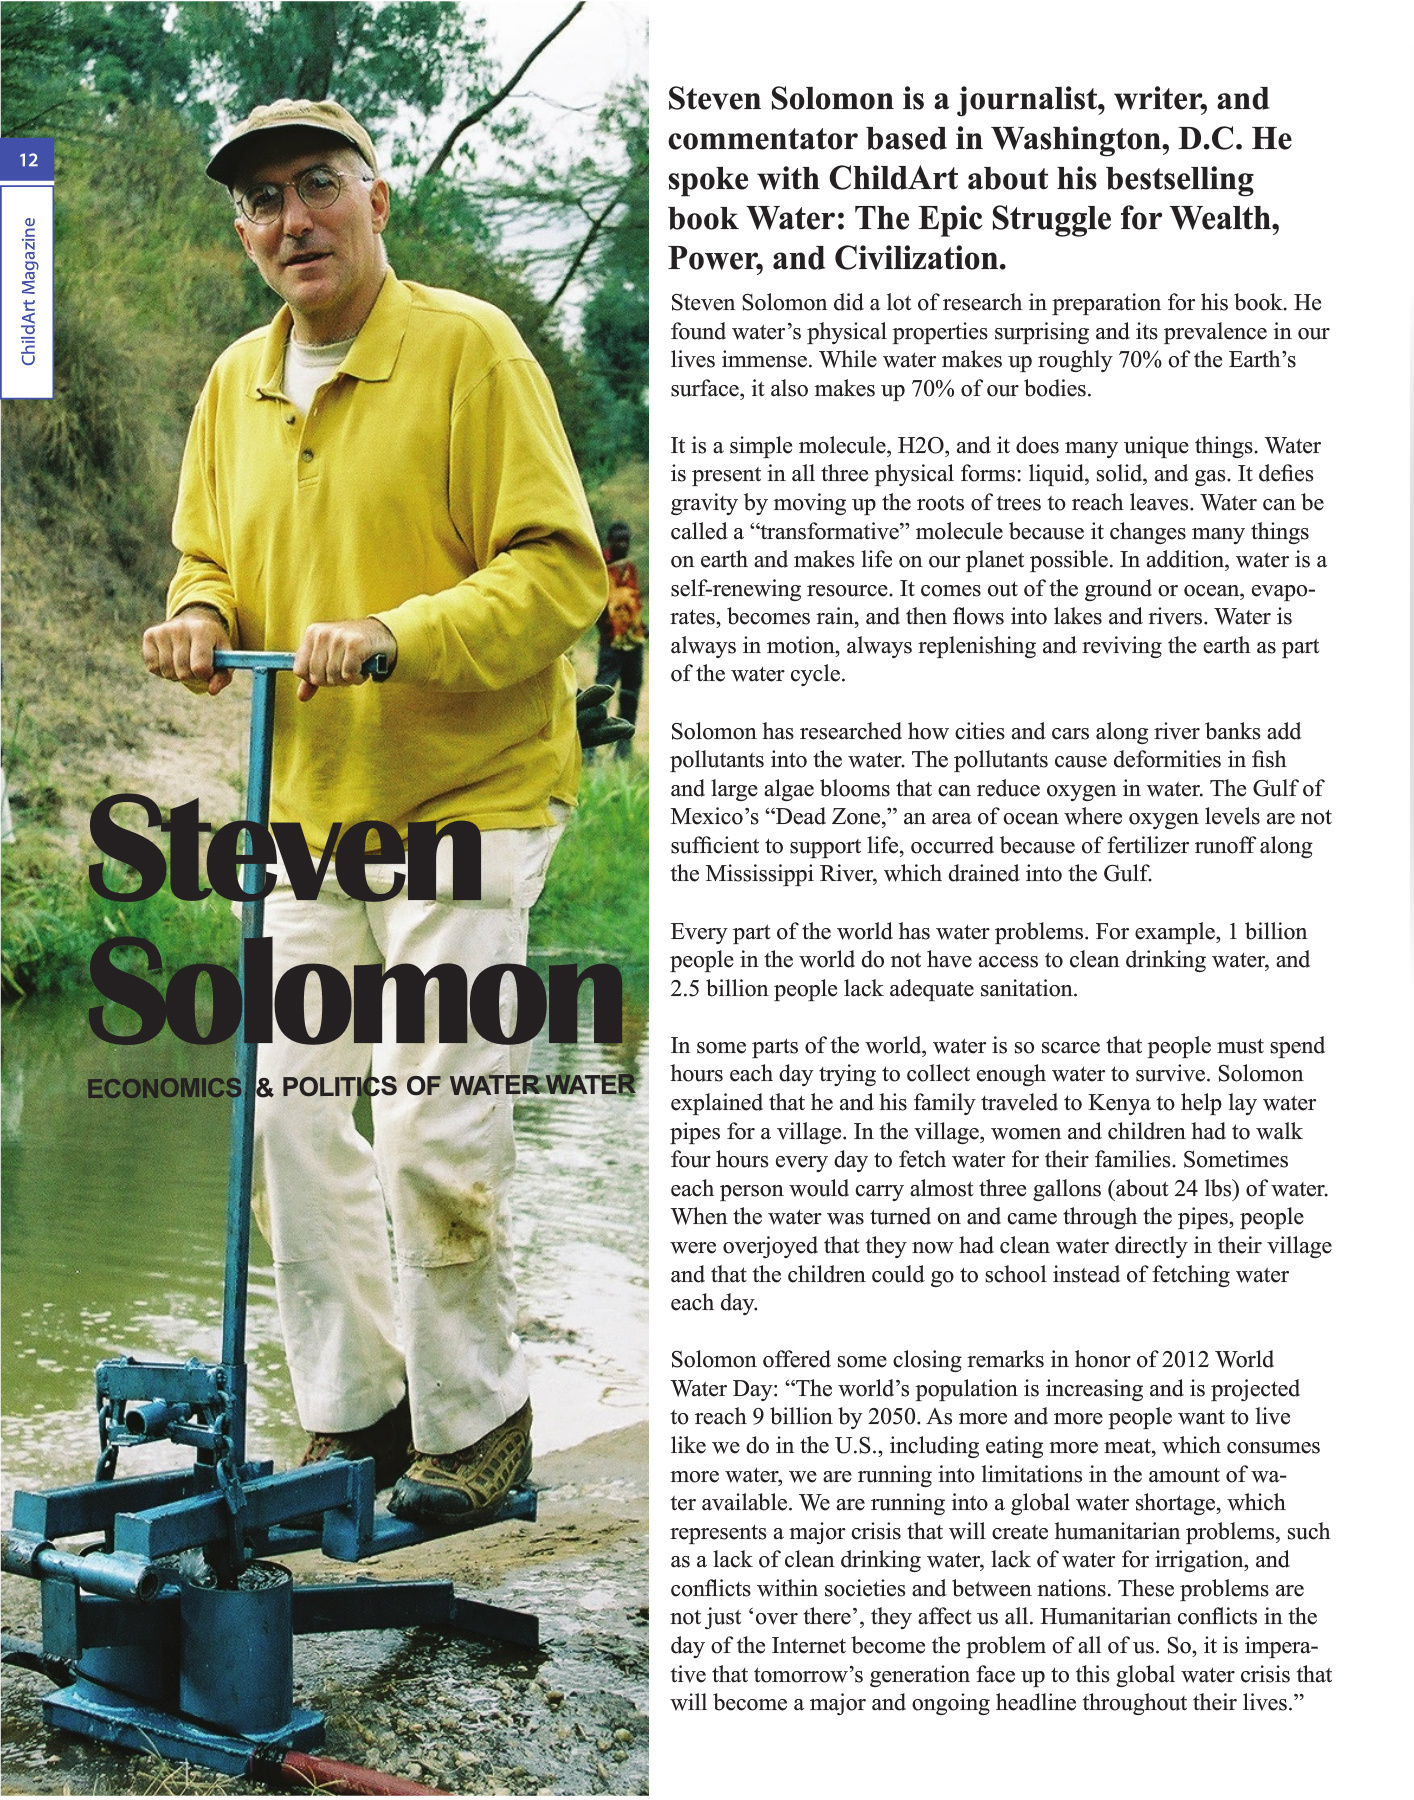 12
ChildArt Magazine
Steven
Solomon
ECONOMICS & POLITICS OF WATER WATER
Steven Solomon is a journalist, writer, and
commentator based in Washington, D.C. He
spoke with ChildArt about his bestselling
book Water: The Epic Struggle for Wealth,
Power, and Civilization.
Steven Solomon did a lot of research in preparation for his book. He
found water’s physical properties surprising and its prevalence in our
lives immense. While water makes up roughly 70% of the Earth’s
surface, it also makes up 70% of our bodies.
It is a simple molecule, H2O, and it does many unique things. Water
is present in all three physical forms: liquid, solid, and gas. It defies
gravity by moving up the roots of trees to reach leaves. Water can be
called a “transformative” molecule because it changes many things
on earth and makes life on our planet possible. In addition, water is a
self-renewing resource. It comes out of the ground or ocean, evapo-
rates, becomes rain, and then flows into lakes and rivers. Water is
always in motion, always replenishing and reviving the earth as part
of the water cycle.
Solomon has researched how cities and cars along river banks add
pollutants into the water. The pollutants cause deformities in fish
and large algae blooms that can reduce oxygen in water. The Gulf of
Mexico’s “Dead Zone,” an area of ocean where oxygen levels are not
sufficient to support life, occurred because of fertilizer runoff along
the Mississippi River, which drained into the Gulf.
Every part of the world has water problems. For example, 1 billion
people in the world do not have access to clean drinking water, and
2.5 billion people lack adequate sanitation.
In some parts of the world, water is so scarce that people must spend
hours each day trying to collect enough water to survive. Solomon
explained that he and his family traveled to Kenya to help lay water
pipes for a village. In the village, women and children had to walk
four hours every day to fetch water for their families. Sometimes
each person would carry almost three gallons (about 24 lbs) of water.
When the water was turned on and came through the pipes, people
were overjoyed that they now had clean water directly in their village
and that the children could go to school instead of fetching water
each day.
Solomon offered some closing remarks in honor of 2012 World
Water Day: “The world’s population is increasing and is projected
to reach 9 billion by 2050. As more and more people want to live
like we do in the U.S., including eating more meat, which consumes
more water, we are running into limitations in the amount of wa-
ter available. We are running into a global water shortage, which
represents a major crisis that will create humanitarian problems, such
as a lack of clean drinking water, lack of water for irrigation, and
conflicts within societies and between nations. These problems are
not just ‘over there’, they affect us all. Humanitarian conflicts in the
day of the Internet become the problem of all of us. So, it is impera-
tive that tomorrow’s generation face up to this global water crisis that
will become a major and ongoing headline throughout their lives.”